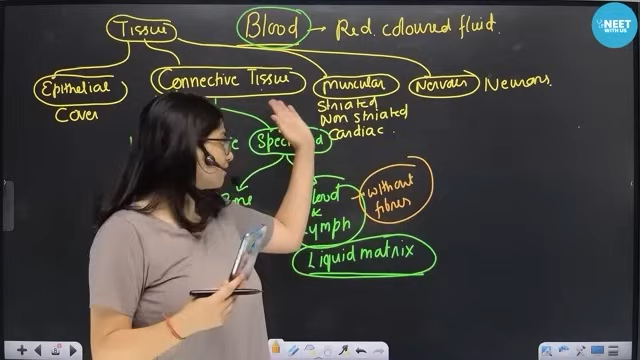 Tissue
Blood → Red coloured fluid.
NEET
WITH US
Epithelial
Cover
Connective Tissue
Muscular
Striated
Non striated
Cardiac.
Nervous
Neurons
Blood
&
Lymph
without
fibres
Liquid matrix